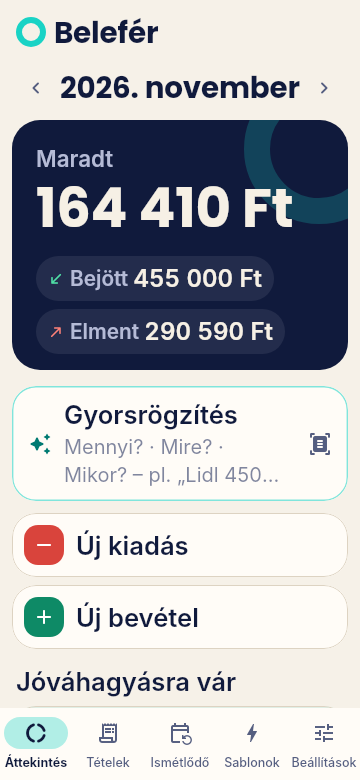 Belefér
2026. november
Maradt
164 410 Ft
Bejött 455 000 Ft
Elment 290 590 Ft
Gyorsrögzítés
Mennyi? · Mire? ·
Mikor? – pl. „Lidl 450...
Új kiadás
Új bevétel
Jóváhagyásra vár
Áttekintés Tételek Ismétlődő Sablonok Beállítások